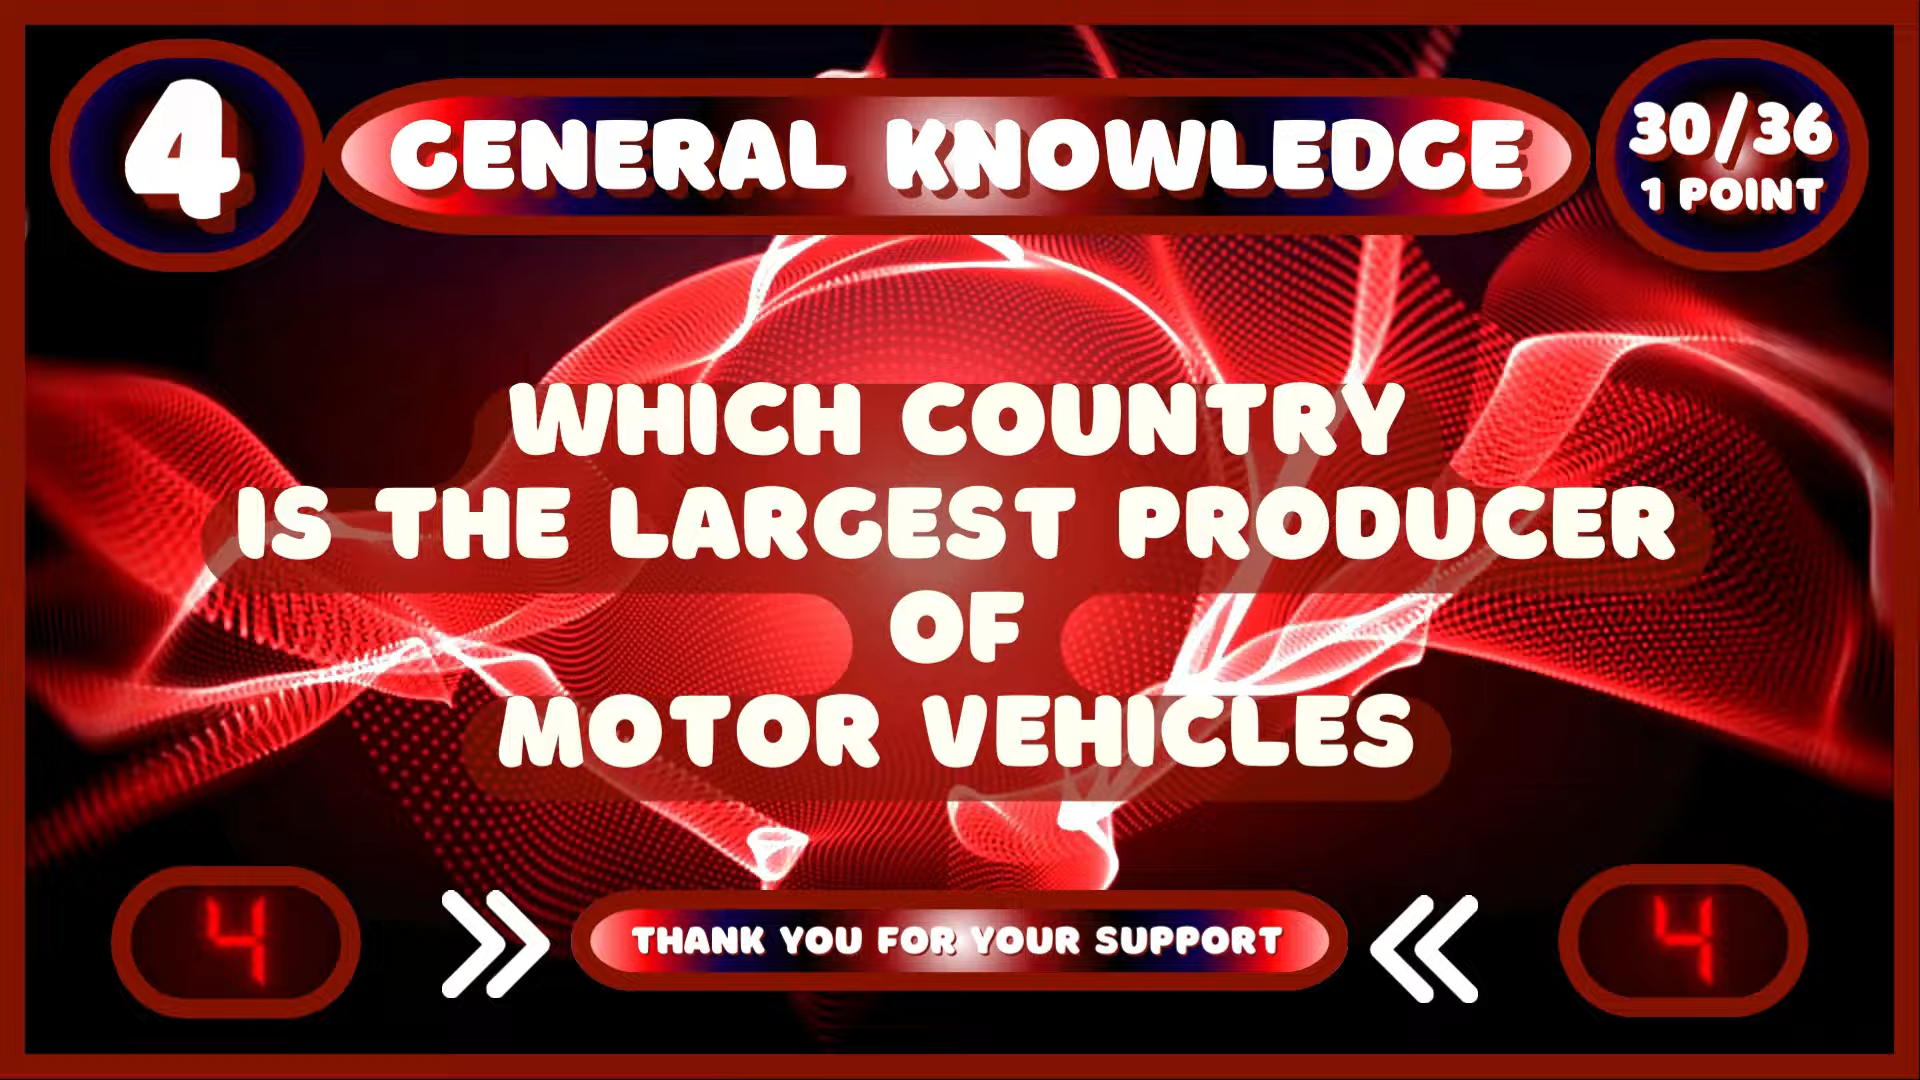 4
GENERAL KNOWLEDGE
30/36
1 POINT
WHICH COUNTRY
IS THE LARGEST PRODUCER
OF
MOTOR VEHICLES
4
THANK YOU FOR YOUR SUPPORT
4